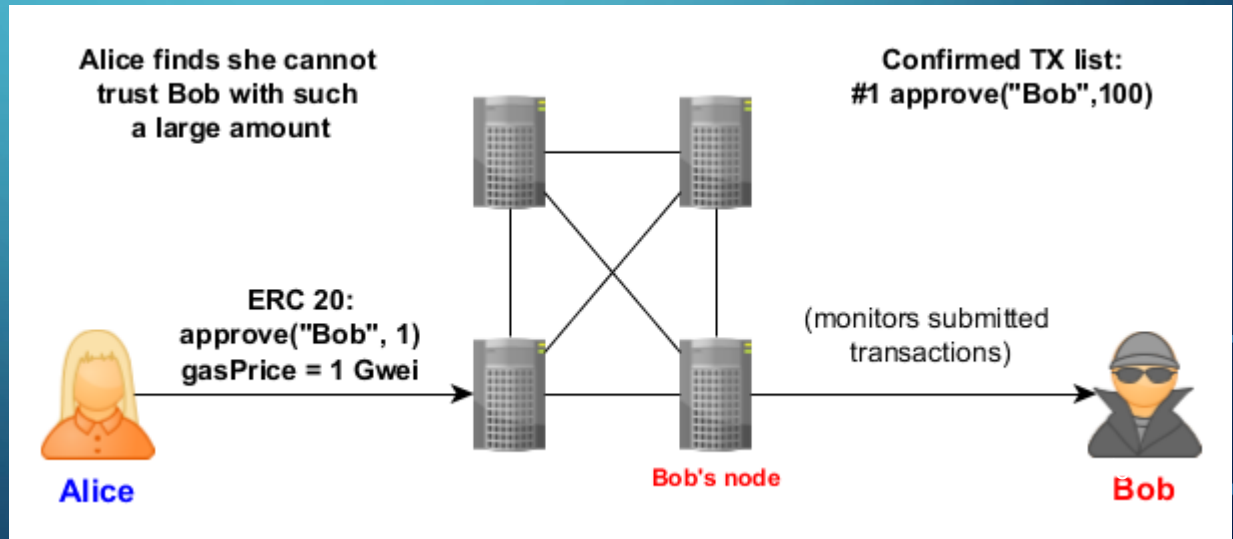 Alice finds she cannot
trust Bob with such
a large amount
Confirmed TX list:
#1 approve("Bob",100)
ERC 20:
approve("Bob", 1)
gasPrice = 1 Gwei
(monitors submitted
transactions)
Alice
Bob's node
Bob